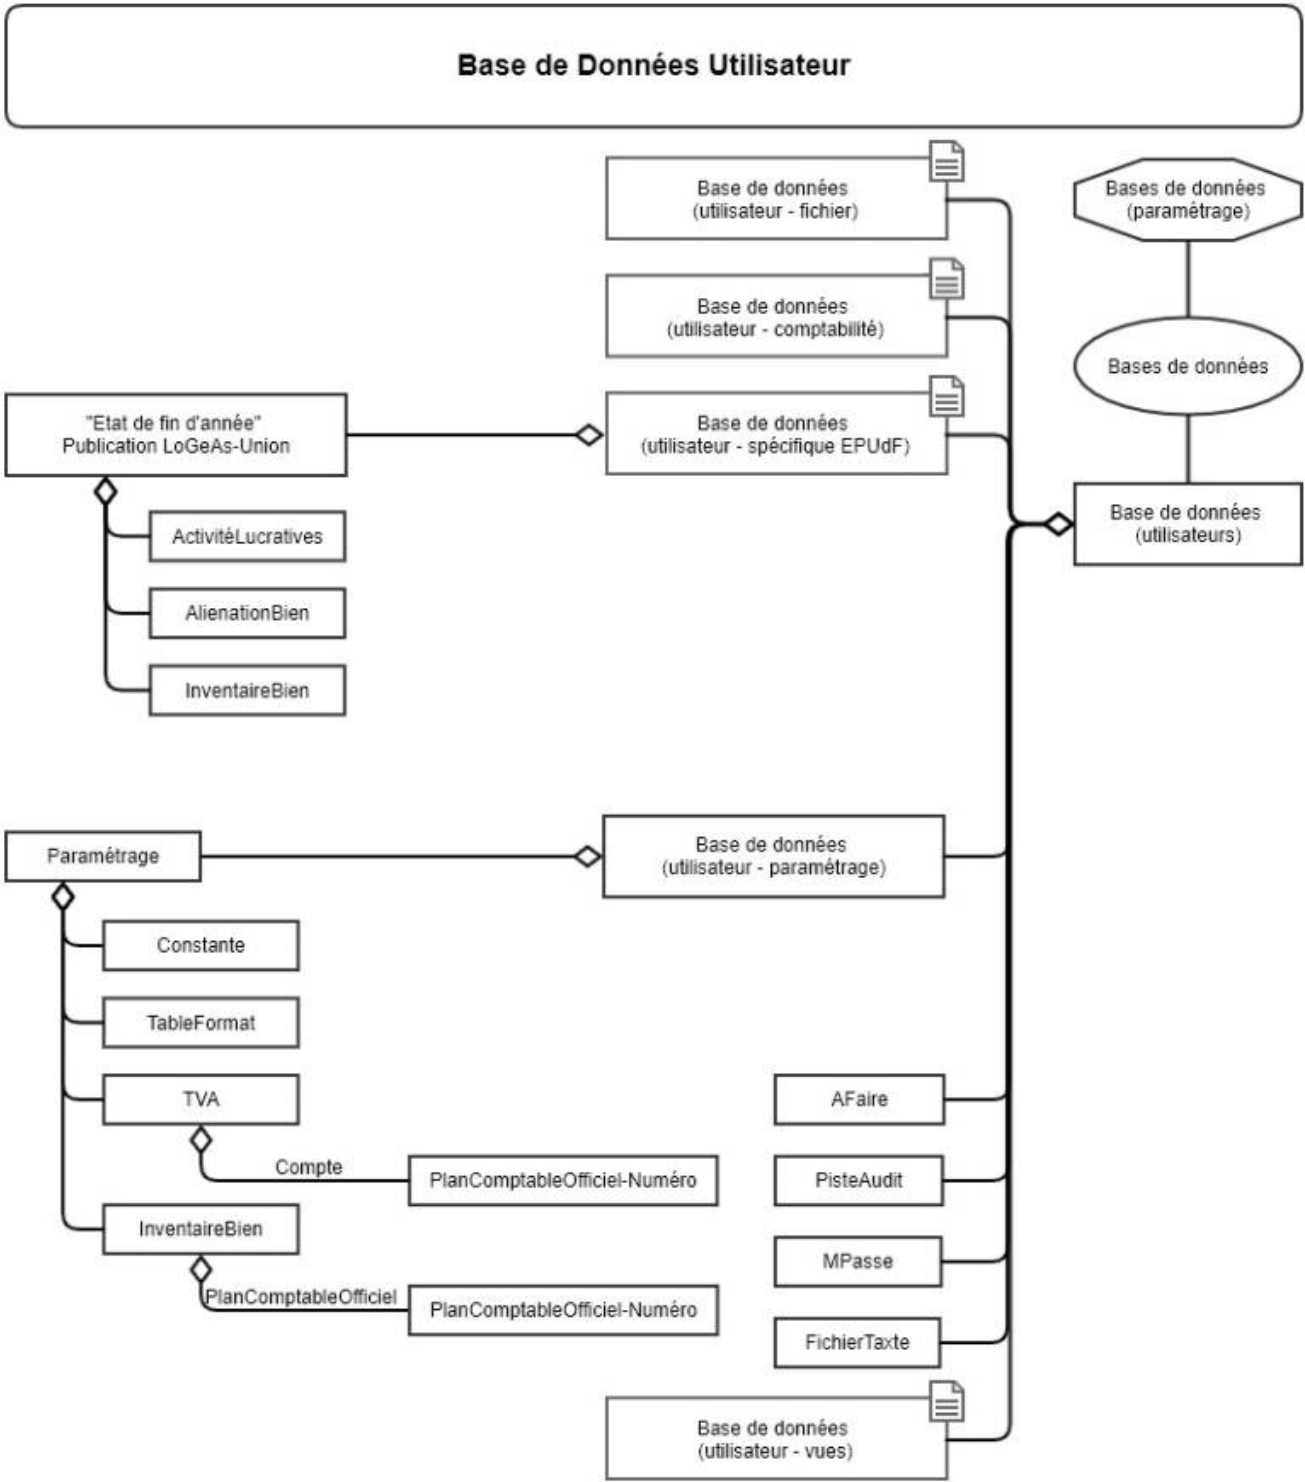 Base de Données Utilisateur
Base de données
(utilisateur - fichier)
Bases de données
(paramétrage)
Base de données
(utilisateur - comptabilité)
Bases de données
"Etat de fin d'année"
Publication LoGeAs-Union
Base de données
(utilisateur - spécifique EPUdF)
Base de données
(utilisateurs)
ActivitéLucratives
AlienationBien
InventaireBien
Paramétrage
Base de données
(utilisateur - paramétrage)
Constante
TableFormat
TVA
AFaire
Compte
PlanComptableOfficiel-Numéro
PisteAudit
InventaireBien
MPasse
PlanComptableOfficiel
PlanComptableOfficiel-Numéro
FichierTaxte
Base de données
(utilisateur - vues)